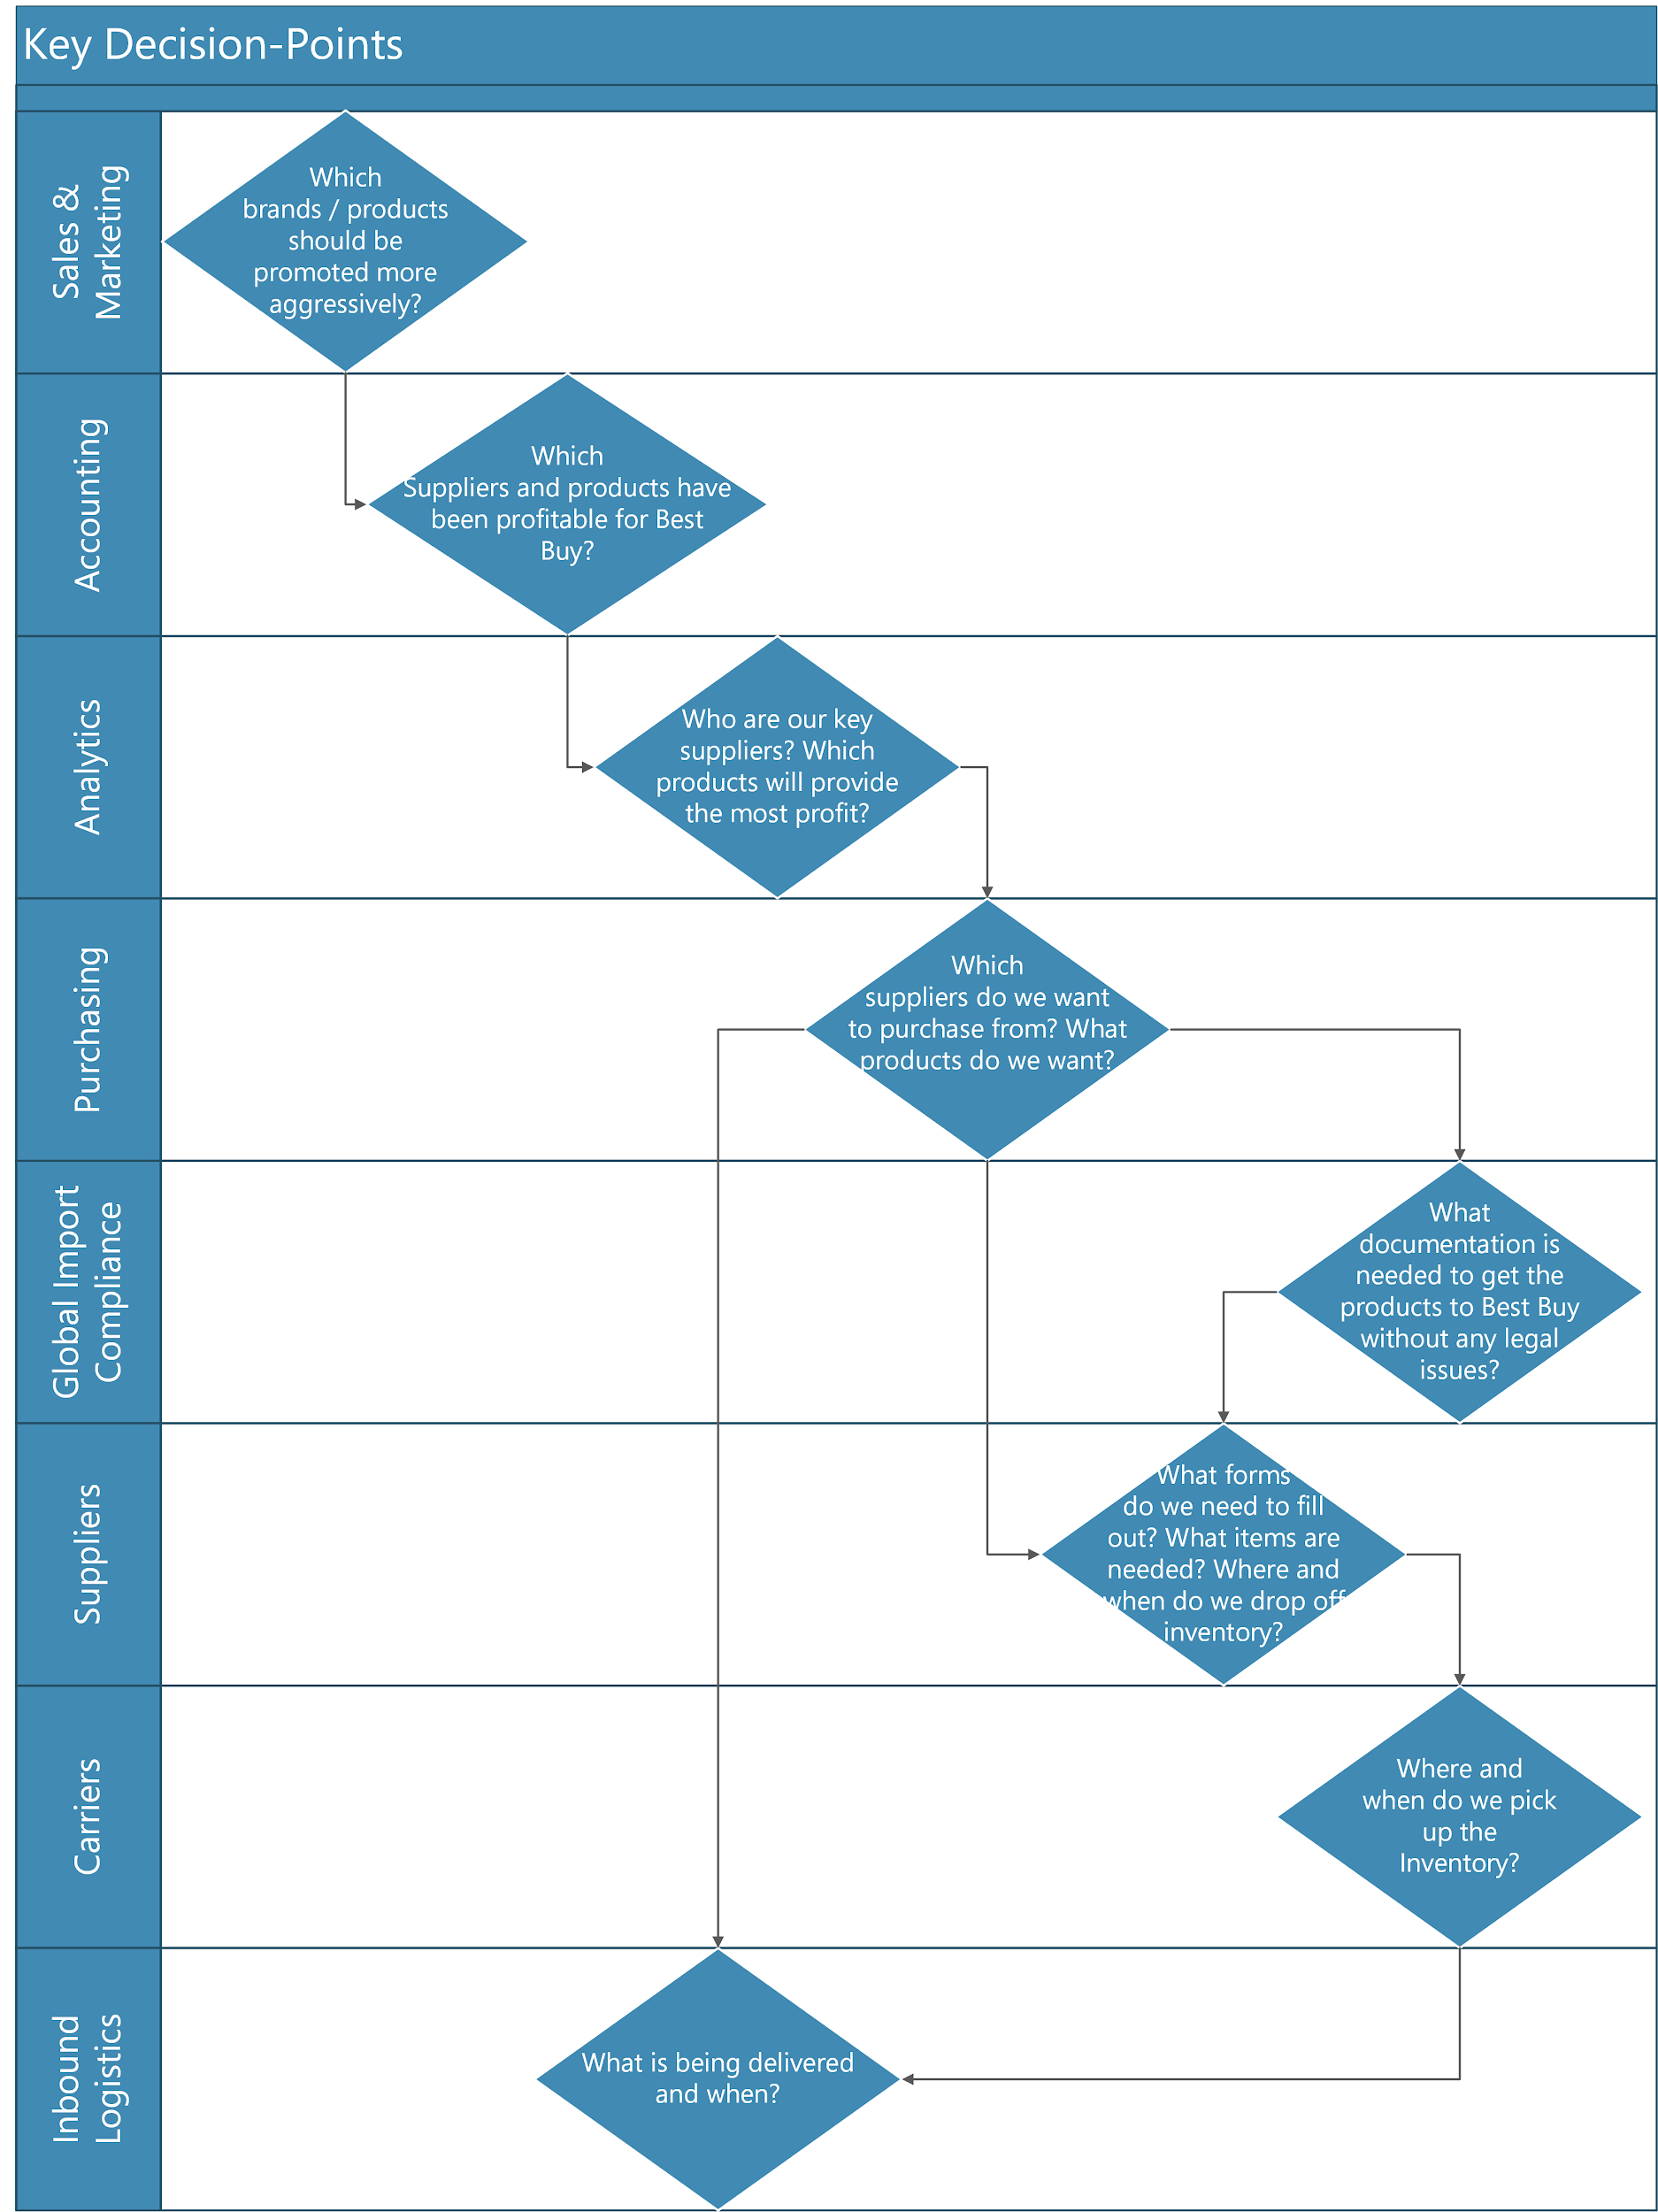 Key Decision-Points
Sales &
Marketing
Which
brands / products
should be
promoted more
aggressively?
Accounting
Which
Suppliers and products have
been profitable for Best
Buy?
Analytics
Who are our key
suppliers? Which
products will provide
the most profit?
Purchasing
Which
suppliers do we want
to purchase from? What
products do we want?
Global Import
Compliance
What
documentation is
needed to get the
products to Best Buy
without any legal
issues?
Suppliers
What forms
do we need to fill
out? What items are
needed? Where and
when do we drop off
inventory?
Carriers
Where and
when do we pick
up the
Inventory?
Inbound
Logistics
What is being delivered
and when?